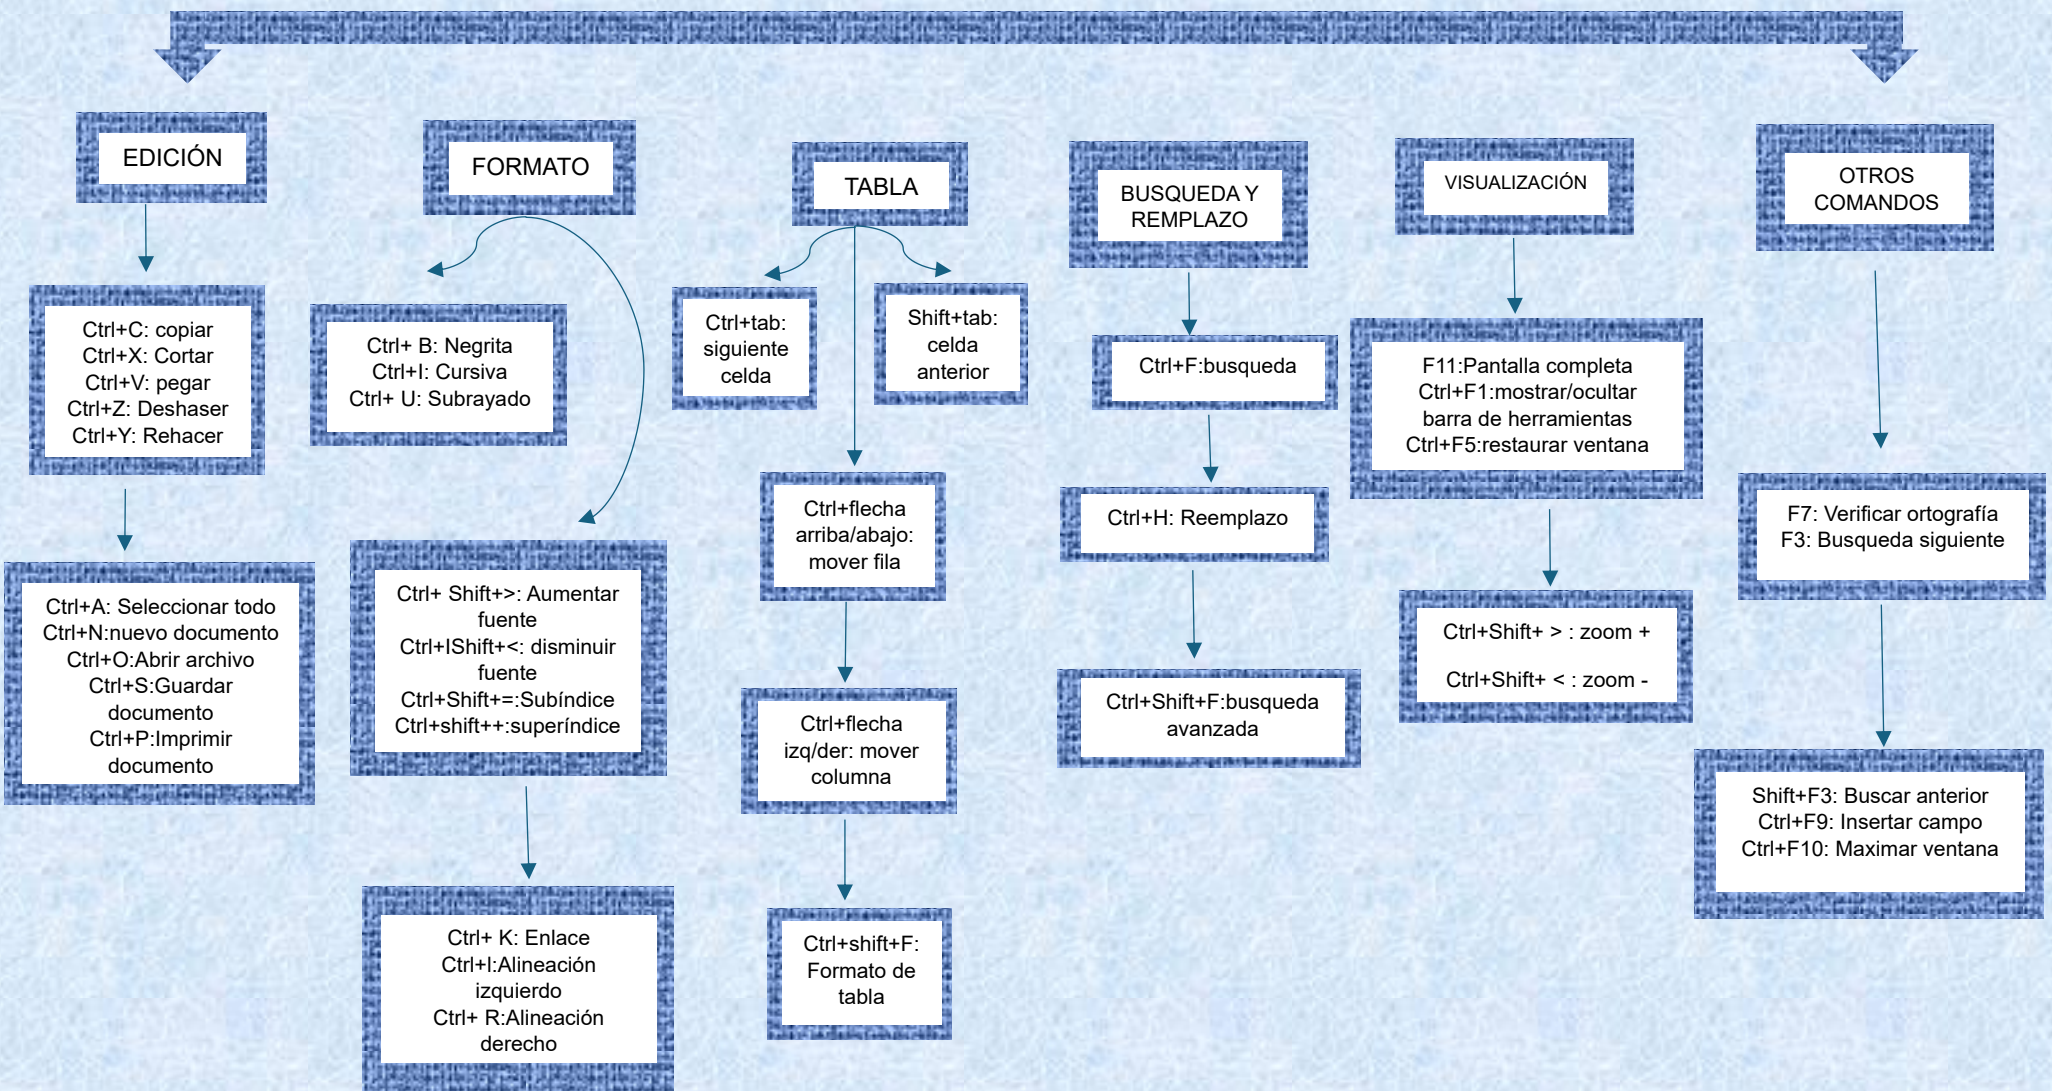 EDICIÓN
Ctrl+C: copiar
Ctrl+X: Cortar
Ctrl+V: pegar
Ctrl+Z: Deshaser
Ctrl+Y: Rehacer
Ctrl+A: Seleccionar todo
Ctrl+N:nuevo documento
Ctrl+O:Abrir archivo
Ctrl+S:Guardar
documento
Ctrl+P:Imprimir
documento
FORMATO
Ctrl+ B: Negrita
Ctrl+I: Cursiva
Ctrl+ U: Subrayado
Ctrl+ Shift+>: Aumentar
fuente
Ctrl+IShift+<: disminuir
fuente
Ctrl+Shift+=:Subíndice
Ctrl+shift++:superíndice
Ctrl+ K: Enlace
Ctrl+I:Alineación
izquierdo
Ctrl+ R:Alineación
derecho
TABLA
Ctrl+tab:
siguiente
celda
Shift+tab:
celda
anterior
Ctrl+flecha
arriba/abajo:
mover fila
Ctrl+flecha
izq/der: mover
columna
Ctrl+shift+F:
Formato de
tabla
BUSQUEDA Y
REMPLAZO
Ctrl+F:busqueda
Ctrl+H: Reemplazo
Ctrl+Shift+F:busqueda
avanzada
VISUALIZACIÓN
F11:Pantalla completa
Ctrl+F1:mostrar/ocultar
barra de herramientas
Ctrl+F5:restaurar ventana
Ctrl+Shift+ > : zoom +
Ctrl+Shift+ < : zoom -
OTROS
COMANDOS
F7: Verificar ortografía
F3: Busqueda siguiente
Shift+F3: Buscar anterior
Ctrl+F9: Insertar campo
Ctrl+F10: Maximar ventana